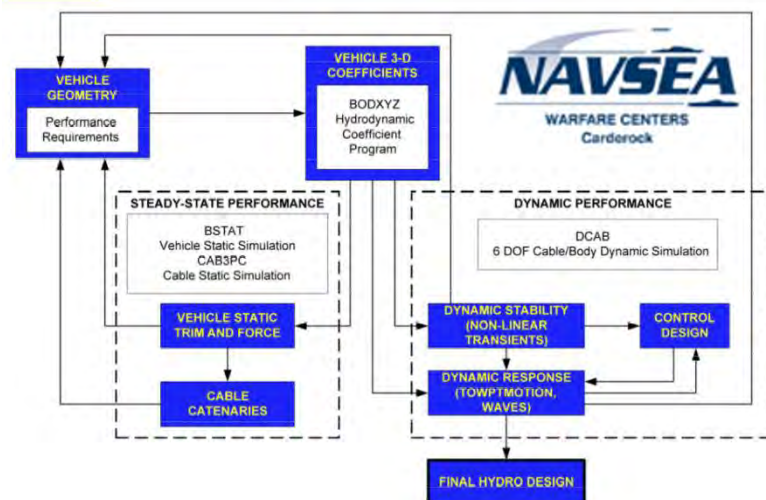 VEHICLE
GEOMETRY
Performance
Requirements
VEHICLE 3-D
COEFFICIENTS
BODXYZ
Hydrodynamic
Coefficient
Program
NAVSEA
WARFARE CENTERS
Carderock
STEADY-STATE PERFORMANCE
BSTAT
Vehicle Static Simulation
CAB3PC
Cable Static Simulation
VEHICLE STATIC
TRIM AND FORCE
CABLE
CATENARIES
DYNAMIC PERFORMANCE
DCAB
6 DOF Cable/Body Dynamic Simulation
DYNAMIC STABILITY
(NON-LINEAR
TRANSIENTS)
CONTROL
DESIGN
DYNAMIC RESPONSE
(TOWPTMOTION,
WAVES)
FINAL HYDRO DESIGN